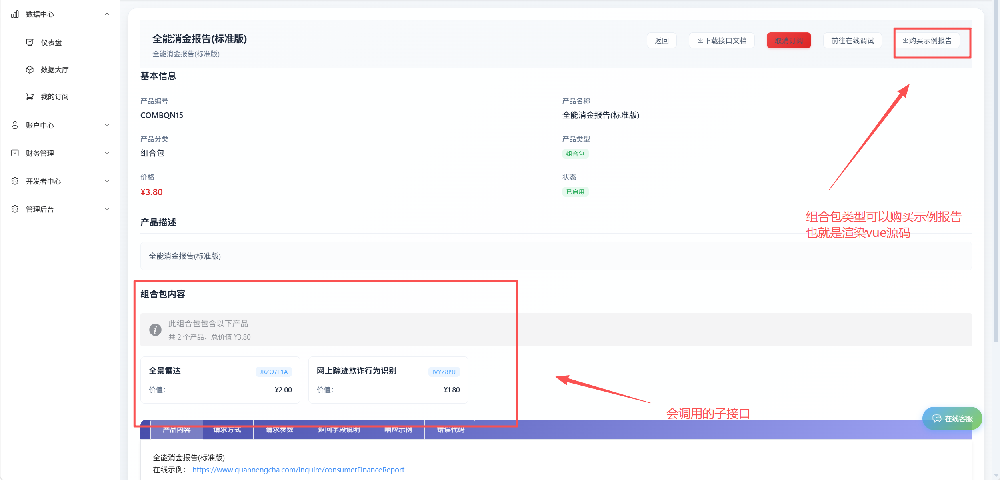 数据中心
仪表盘
数据大厅
我的订阅
账户中心
财务管理
开发者中心
管理后台
全能消金报告(标准版)
全能消金报告(标准版)
返回
下载接口文档
取消订阅
前往在线调试
购买示例报告
基本信息
产品编号
COMBQN15
产品名称
全能消金报告(标准版)
产品分类
组合包
产品类型
组合包
价格
¥3.80
状态
已启用
组合包类型可以购买示例报告
也就是渲染vue源码
产品描述
全能消金报告(标准版)
组合包内容
此组合包包含以下产品
共 2 个产品，总价值 ¥3.80
全景雷达
JRZQ7F1A
价值：
¥2.00
网上踪迹欺诈行为识别
IVYZ8I9J
价值：
¥1.80
会调用的子接口
在线客服
产品内容
请求方式
请求参数
返回字段说明
响应示例
错误代码
全能消金报告(标准版)
在线示例： https://www.quannengcha.com/inquire/consumerFinanceReport